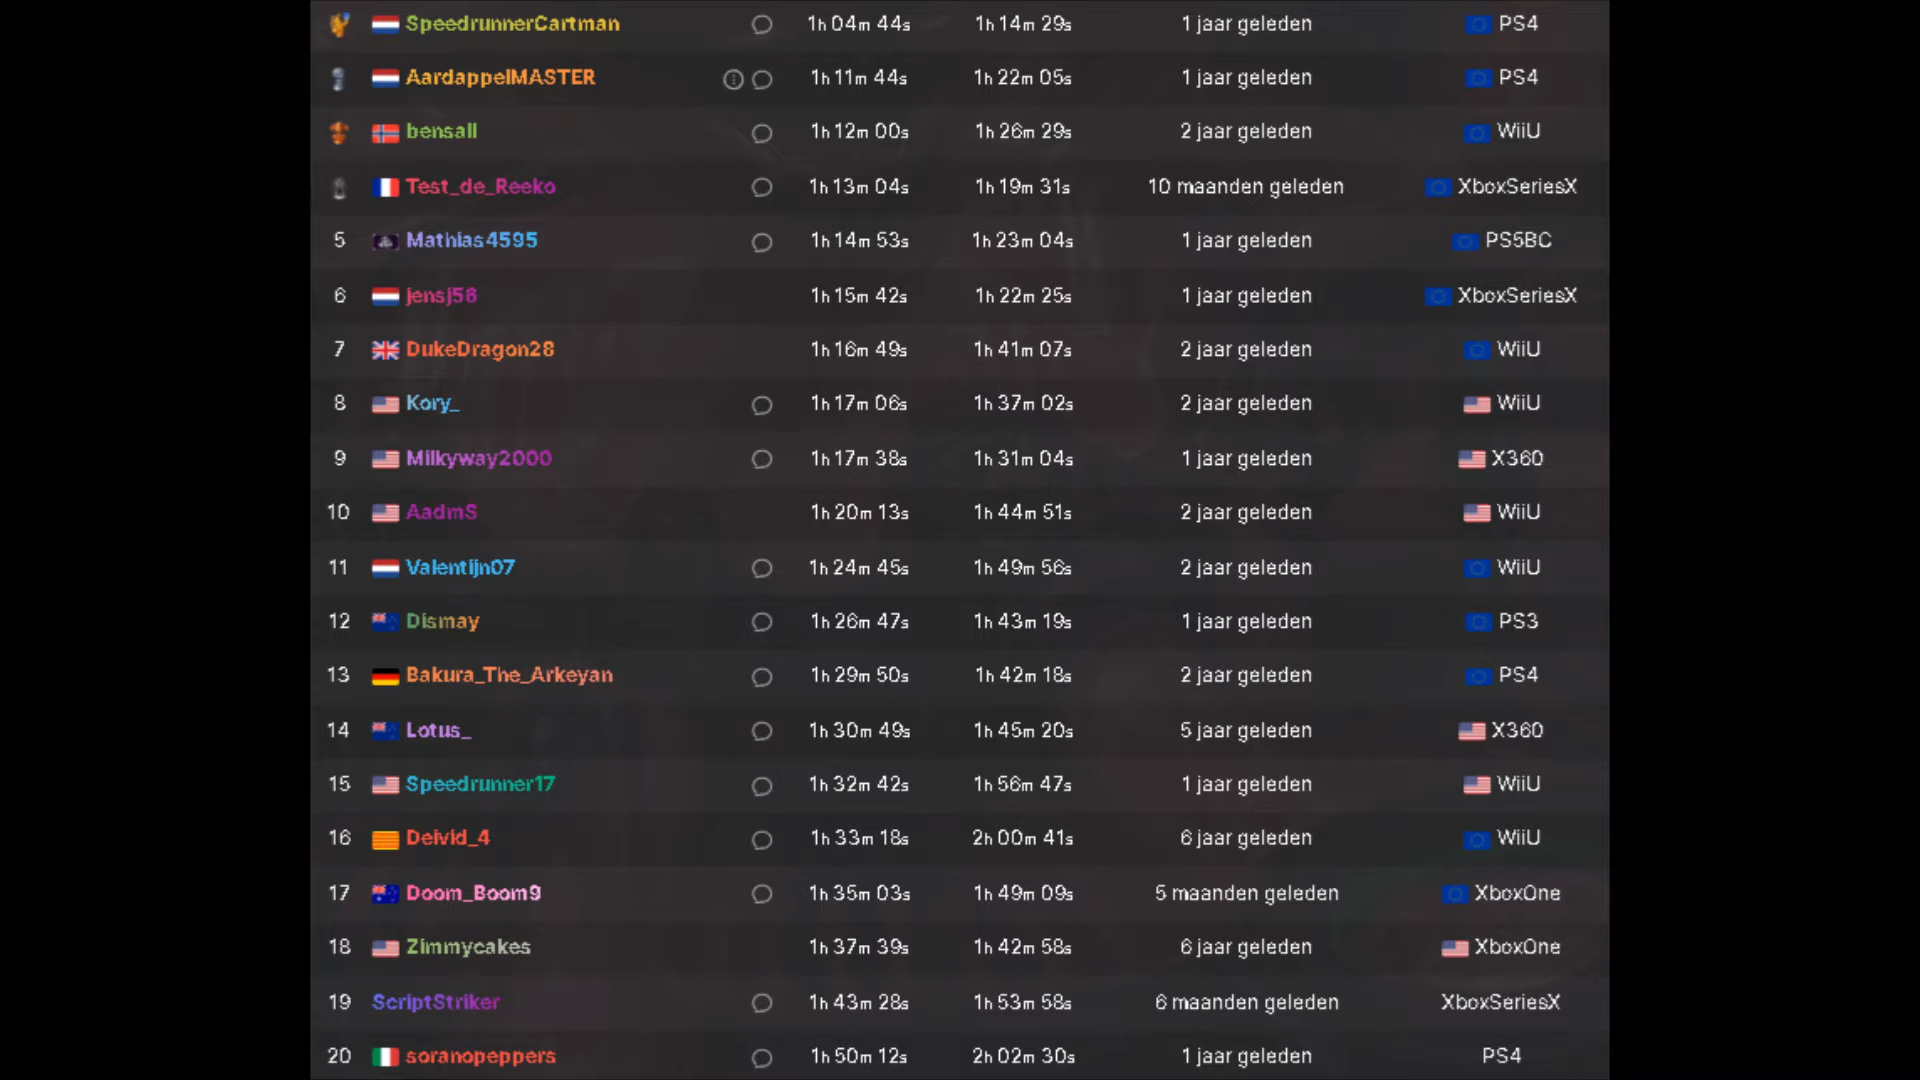 SpeedrunnerCartman 1h 04m 44s 1h 14m 29s 1 jaar geleden PS4
AardappelMASTER 1h 11m 44s 1h 22m 05s 1 jaar geleden PS4
bensall 1h 12m 00s 1h 26m 29s 2 jaar geleden WiiU
Test_de_Reeko 1h 13m 04s 1h 19m 31s 10 maanden geleden XboxSeriesX
5 Mathias4595 1h 14m 53s 1h 23m 04s 1 jaar geleden PS5BC
6 jensj56 1h 15m 42s 1h 22m 25s 1 jaar geleden XboxSeriesX
7 DukeDragon28 1h 16m 49s 1h 41m 07s 2 jaar geleden WiiU
8 Kory_ 1h 17m 06s 1h 37m 02s 2 jaar geleden WiiU
9 Milkyway2000 1h 17m 38s 1h 31m 04s 1 jaar geleden X360
10 AadmS 1h 20m 13s 1h 44m 51s 2 jaar geleden WiiU
11 Valentijn07 1h 24m 45s 1h 49m 56s 2 jaar geleden WiiU
12 Dismay 1h 26m 47s 1h 43m 19s 1 jaar geleden PS3
13 Bakura_The_Arkeyan 1h 29m 50s 1h 42m 18s 2 jaar geleden PS4
14 Lotus_ 1h 30m 49s 1h 45m 20s 5 jaar geleden X360
15 Speedrunner17 1h 32m 42s 1h 56m 47s 1 jaar geleden WiiU
16 Deivid_4 1h 33m 18s 2h 00m 41s 6 jaar geleden WiiU
17 Doom_Boom9 1h 35m 03s 1h 49m 09s 5 maanden geleden XboxOne
18 Zimmycakes 1h 37m 39s 1h 42m 58s 6 jaar geleden XboxOne
19 ScriptStriker 1h 43m 28s 1h 53m 58s 6 maanden geleden XboxSeriesX
20 soranopeppers 1h 50m 12s 2h 02m 30s 1 jaar geleden PS4